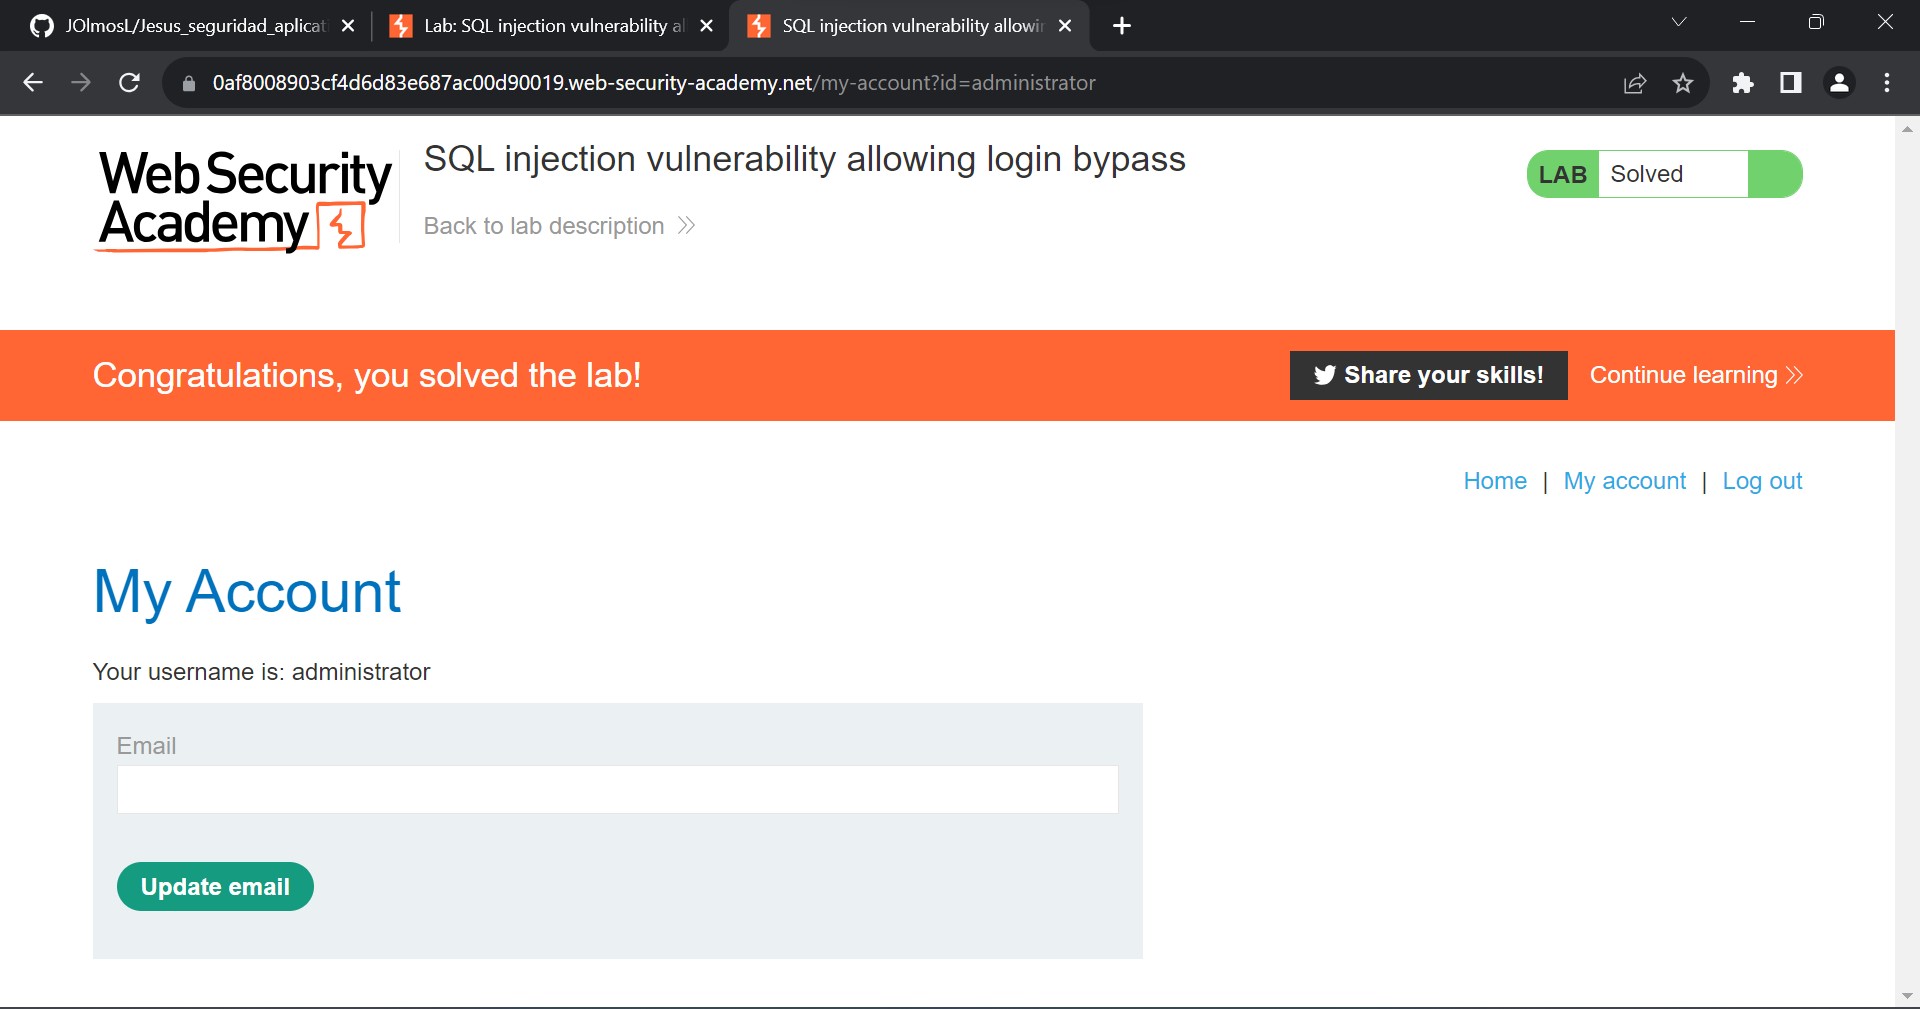 JOlmosL/Jesus_seguridad_aplicati
Lab: SQL injection vulnerability al
SQL injection vulnerability allowin
0af8008903cf4d6d83e687ac00d90019.web-security-academy.net/my-account?id=administrator
Web Security
Academy
SQL injection vulnerability allowing login bypass
Back to lab description
LAB Solved
Congratulations, you solved the lab!
Share your skills!
Continue learning
Home | My account | Log out
My Account
Your username is: administrator
Email
Update email